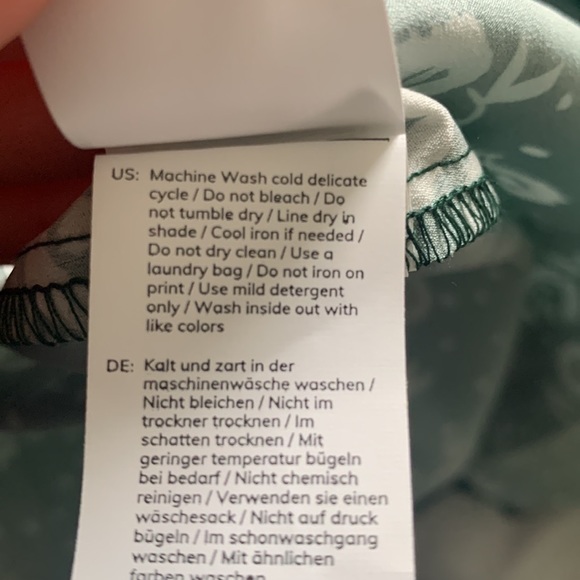 US: Machine Wash cold delicate
cycle / Do not bleach / Do
not tumble dry / Line dry in
shade / Cool iron if needed /
Do not dry clean / Use a
laundry bag / Do not iron on
print / Use mild detergent
only / Wash inside out with
like colors
DE: Kalt und zart in der
maschinenwäsche waschen /
Nicht bleichen / Nicht im
trockner trocknen / Im
schatten trocknen / Mit
geringer temperatur bügeln
bei bedarf / Nicht chemisch
reinigen / Verwenden sie einen
wäschesack / Nicht auf druck
bügeln / Im schonwaschgang
waschen / Mit ähnlichen
farben waschen